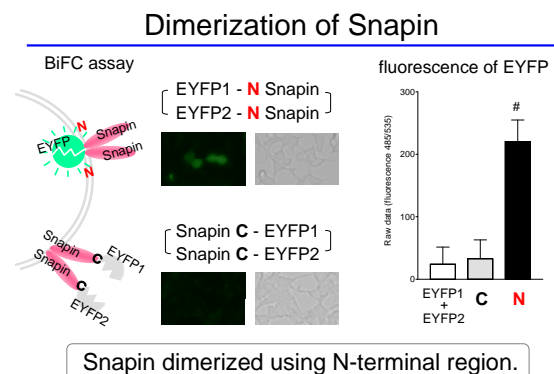 Dimerization of Snapin
BiFC assay
EYFP1 - N Snapin
EYFP2 - N Snapin
N
EYFP
Snapin
Snapin
N
Snapin C - EYFP1
Snapin C - EYFP2
Snapin
Snapin
C
C
EYFP1
EYFP2
fluorescence of EYFP
Raw data (fluorescence 485/535)
300
200
100
0
#
EYFP1
+
EYFP2
C
N
Snapin dimerized using N-terminal region.